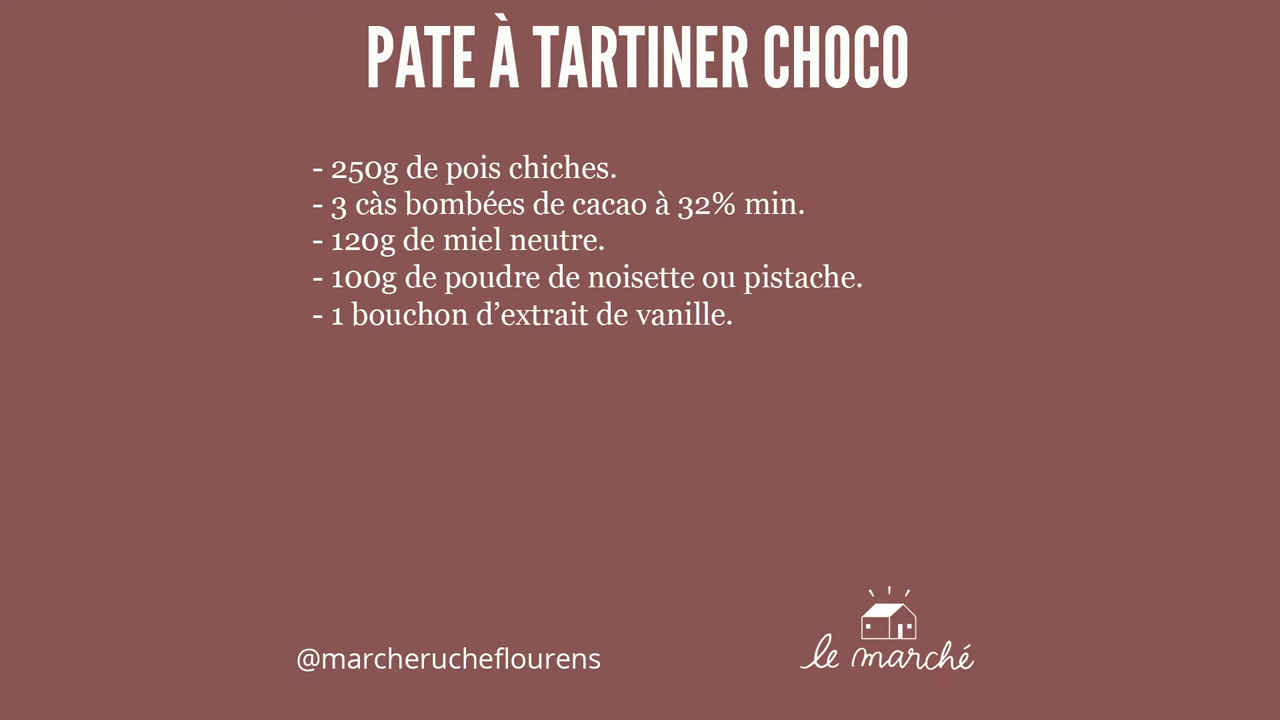 PATE À TARTINER CHOCO
- 250g de pois chiches.
- 3 càs bombées de cacao à 32% min.
- 120g de miel neutre.
- 100g de poudre de noisette ou pistache.
- 1 bouchon d’extrait de vanille.
@marcherucheflourens
le marché